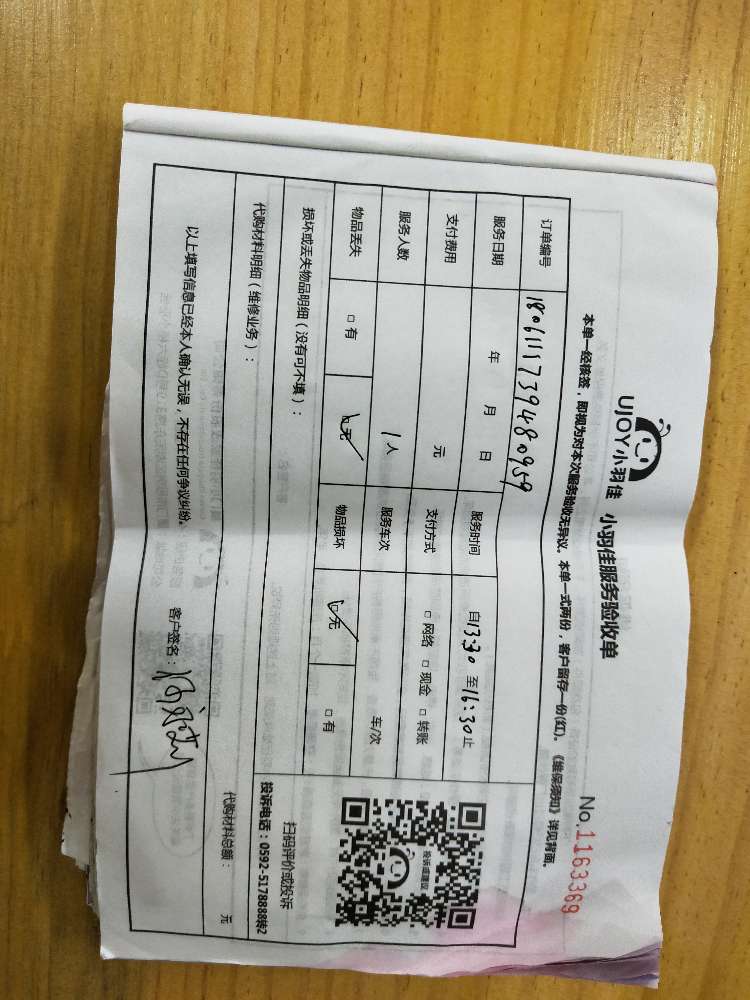 UJOY小羽佳 小羽佳服务验收单
No.1163369
本单一经核签，即视为对本次服务验收无异议。本单一式两份，客户留存一份(红)。《维保须知》详见背面。
订单编号 180611173948 0959
服务日期 年 月 日 服务时间 自13:30至16:30止
支付费用 元 支付方式 □ 网络 □ 现金 □ 转账
服务人数 1人 服务车次 车/次
物品丢失 □ 有 □ 无 物品损坏 □ 无 □ 有
投诉或建议
扫码评价或投诉
投诉电话：0592-5178888转2
损坏或丢失物品明细（没有可不填）：
代购材料明细（维修业务）：
代购材料总额： 元
以上填写信息已经本人确认无误，不存在任何争议纠纷。
客户签名：